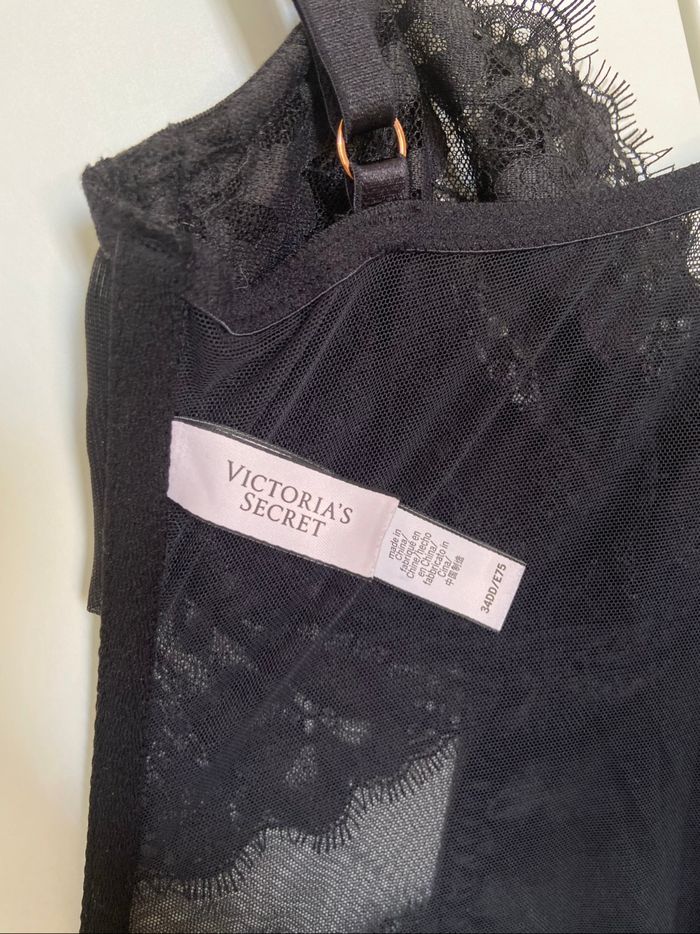 VICTORIA'S
SECRET
made in
China/
fabriqué en
Chine/hecho
en China/
fabbricato in
Cina/
中国制造
34DD/E75